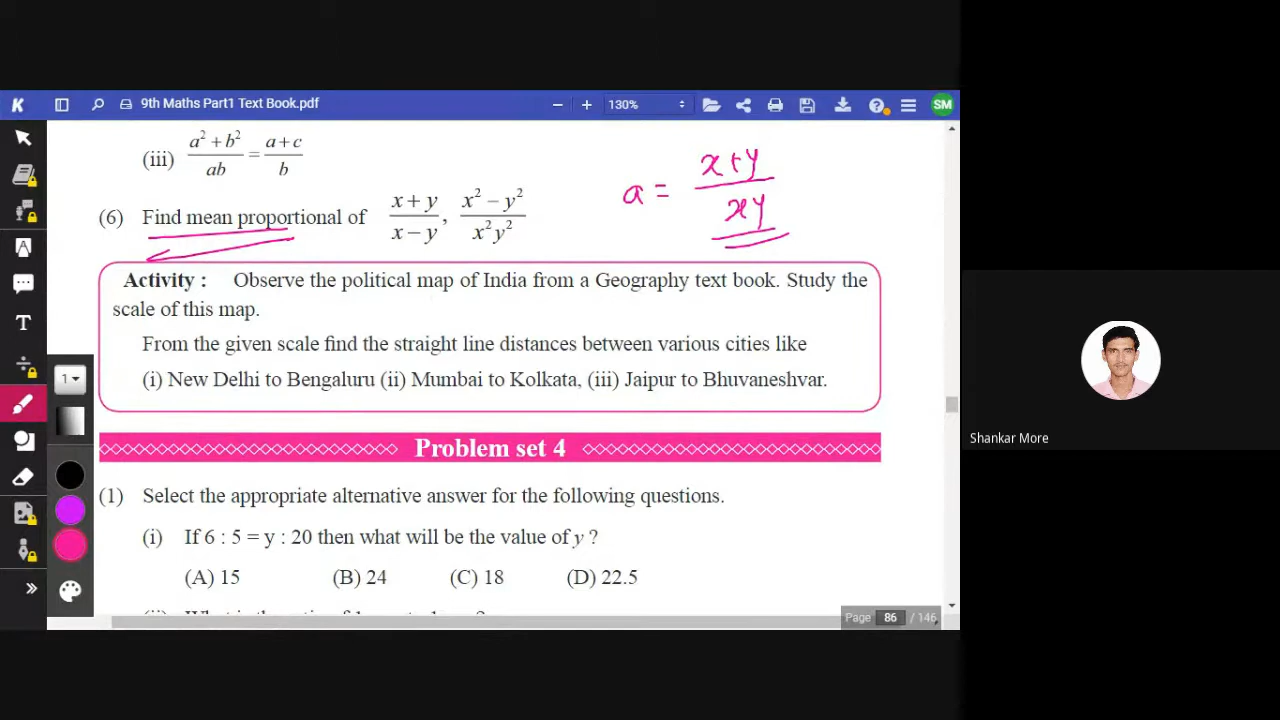 K 9th Maths Part1 Text Book.pdf 130% SM
(iii) a² + b² / ab = a + c / b
a = x + y / xy
(6) Find mean proportional of x + y / x − y , x² − y² / x²y²
Activity : Observe the political map of India from a Geography text book. Study the
scale of this map.
From the given scale find the straight line distances between various cities like
(i) New Delhi to Bengaluru (ii) Mumbai to Kolkata, (iii) Jaipur to Bhuvaneshvar.
1
Problem set 4
Shankar More
(1) Select the appropriate alternative answer for the following questions.
(i) If 6 : 5 = y : 20 then what will be the value of y ?
(A) 15 (B) 24 (C) 18 (D) 22.5
Page 86 / 146